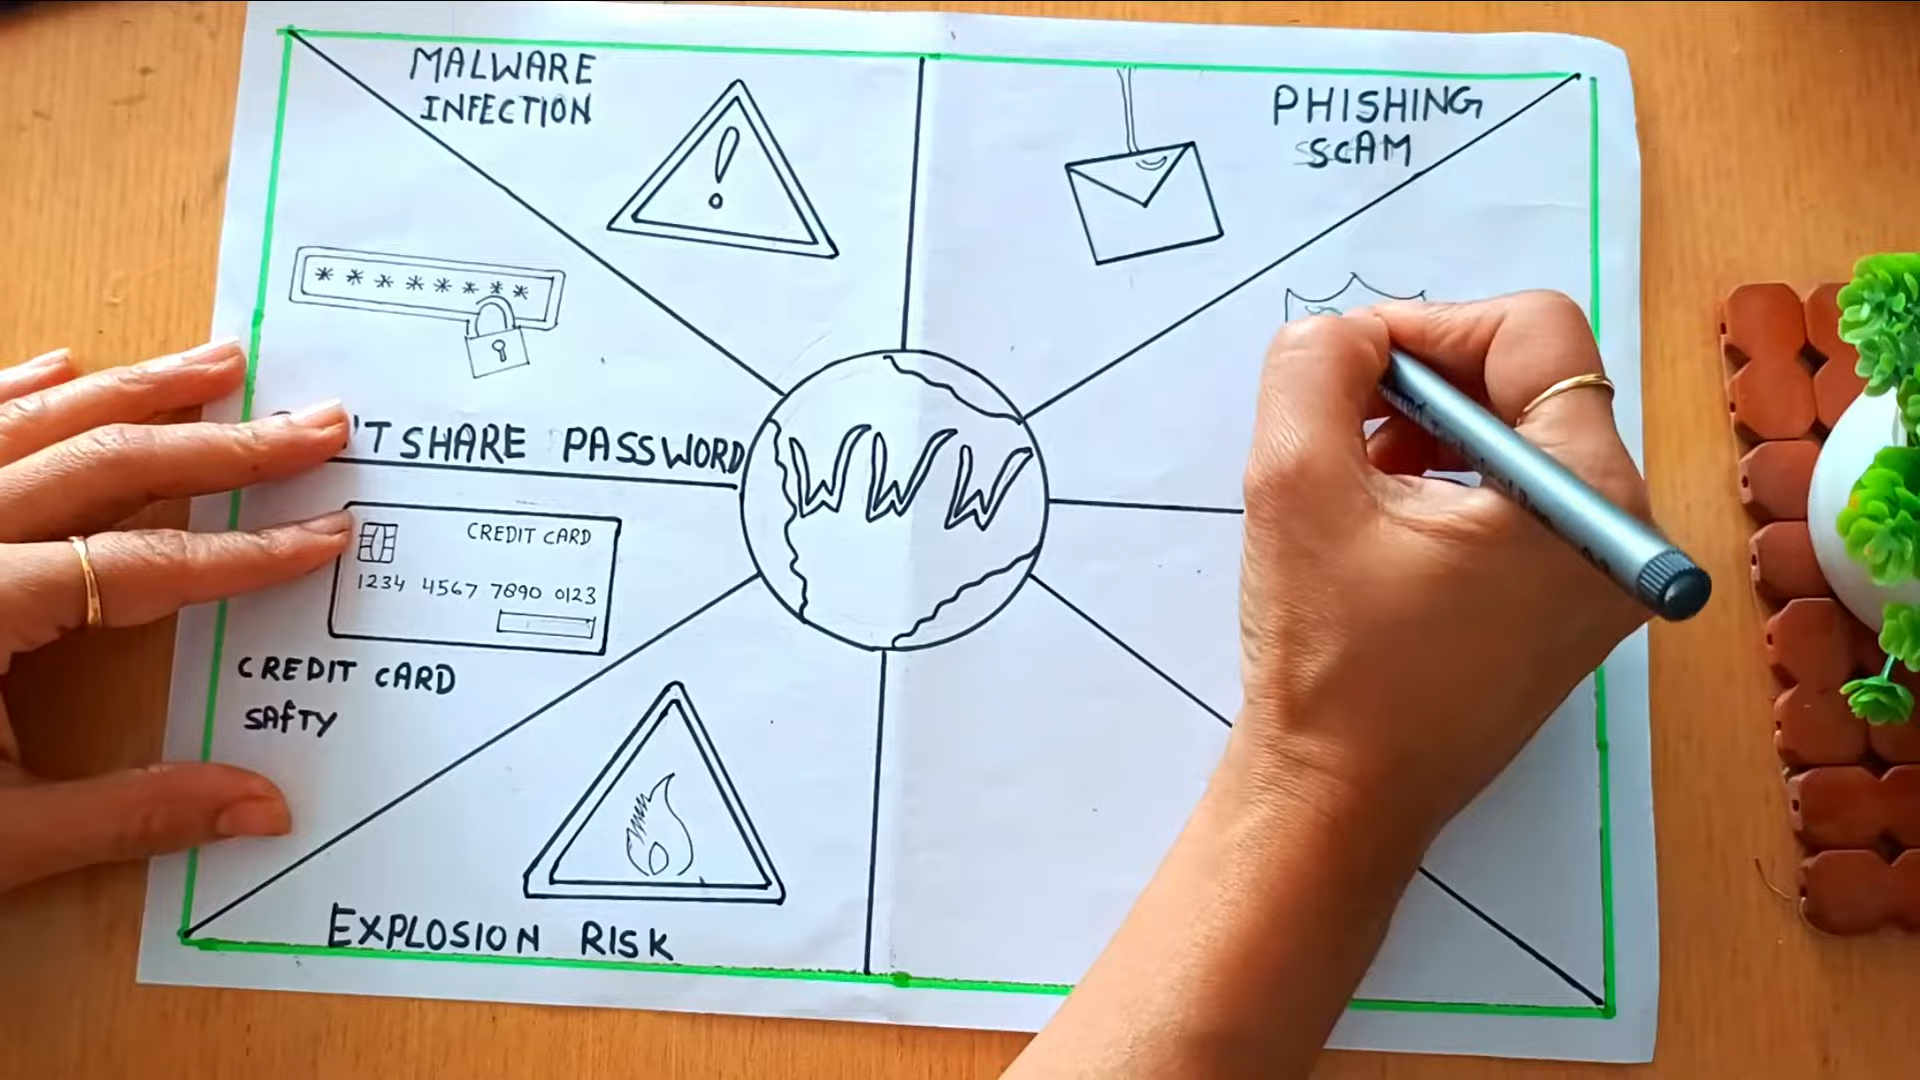 MALWARE
INFECTION
PHISHING
SCAM
* * * * * * * *
'T SHARE PASSWORD
WWW
CREDIT CARD
1234 4567 7890 0123
CREDIT CARD
SAFTY
EXPLOSION RISK